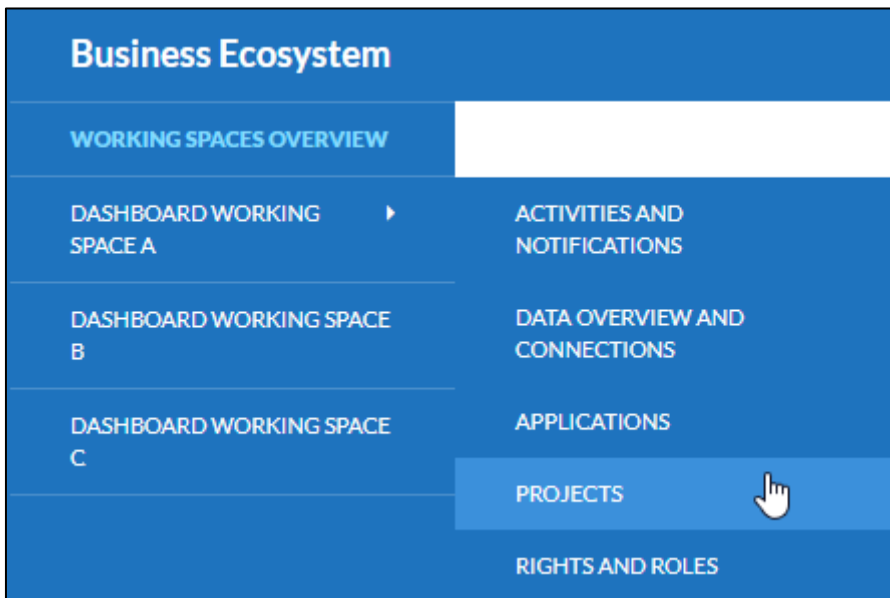 Business Ecosystem
WORKING SPACES OVERVIEW
DASHBOARD WORKING
SPACE A
DASHBOARD WORKING SPACE
B
DASHBOARD WORKING SPACE
C
ACTIVITIES AND
NOTIFICATIONS
DATA OVERVIEW AND
CONNECTIONS
APPLICATIONS
PROJECTS
RIGHTS AND ROLES